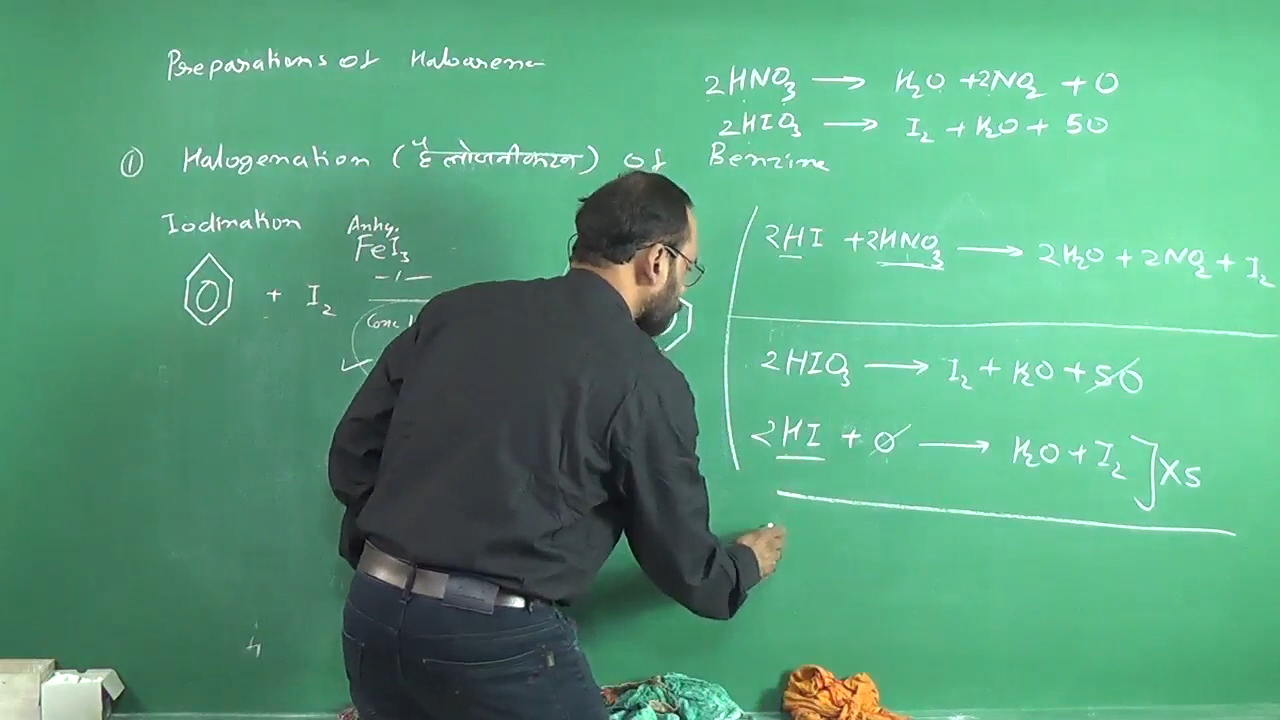 Preparations of Haloarene
2HNO₃ → H₂O + 2NO₂ + O
2HIO₃ → I₂ + H₂O + 5O
① Halogenation (हैलोजनीकरण) of Benzine
Iodination
Anhy.
FeI₃
+ I₂
Conc
2HI + 2HNO₃ → 2H₂O + 2NO₂ + I₂
2HIO₃ → I₂ + H₂O + 5O
2HI + O → H₂O + I₂ ] X5